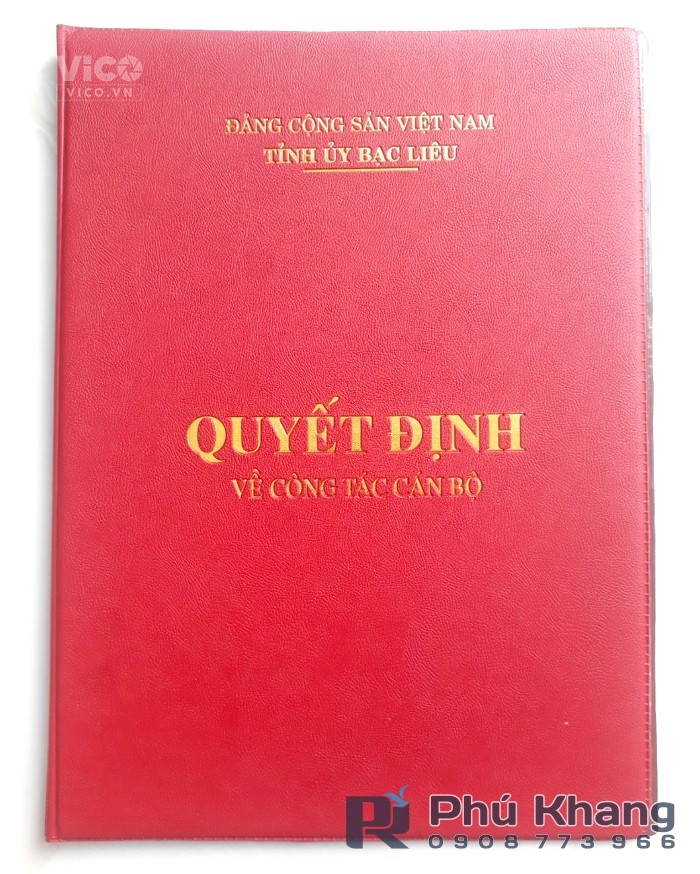 ViCO
VICO.VN
ĐẢNG CỘNG SẢN VIỆT NAM
TỈNH ỦY BẠC LIÊU
QUYẾT ĐỊNH
VỀ CÔNG TÁC CÁN BỘ
Phú Khang
0908 773 966